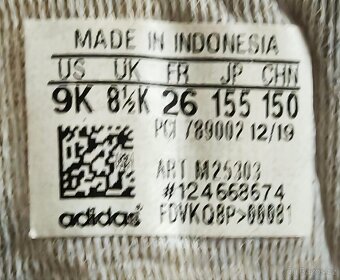 MADE IN INDONESIA
US UK FR JP CHN
9K 8½K 26 155 150
PCI 789002 12/19
ART M25303
#124668674
adidas FDVKQ8P>00081